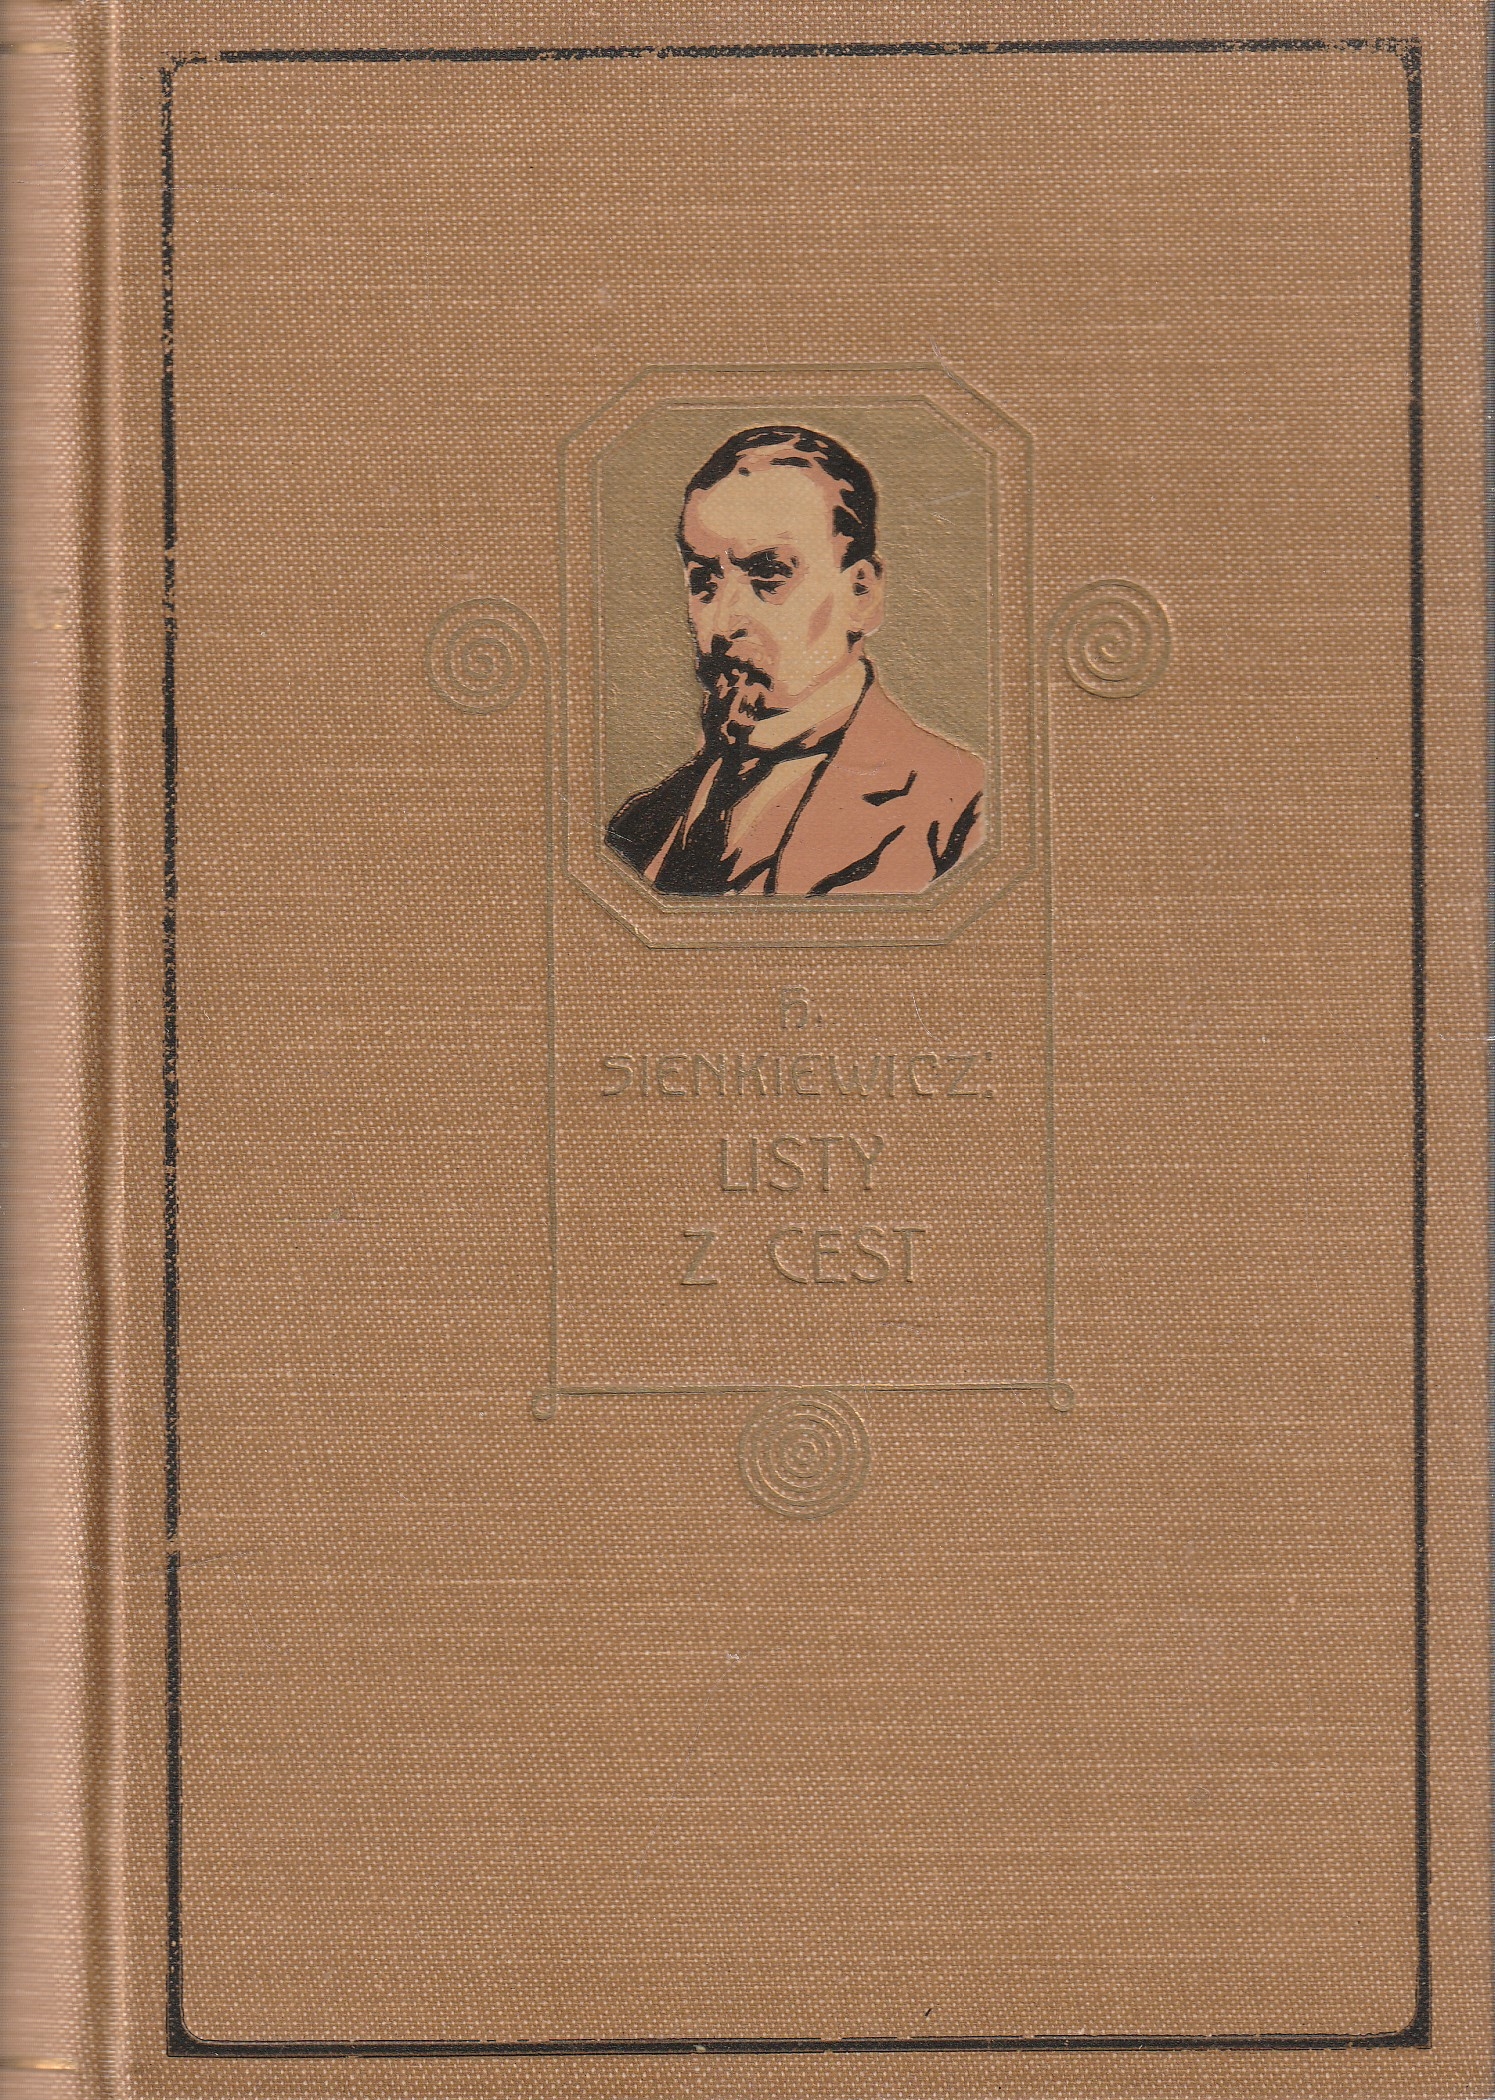 H.
SIENKIEWICZ:
LISTY
Z CEST